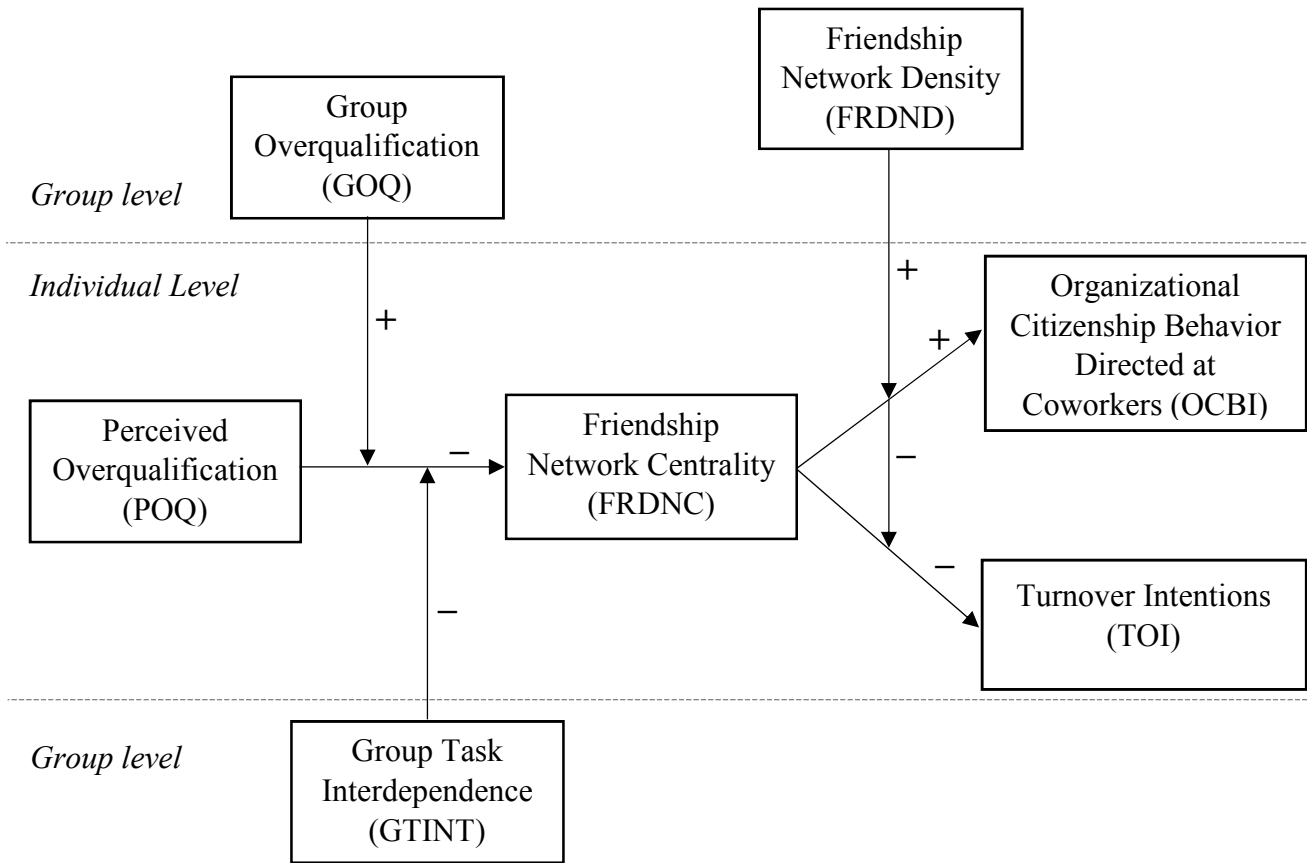 Friendship
Network Density
(FRDND)
Group
Overqualification
(GOQ)
Group level
Individual Level
+
+
Organizational
Citizenship Behavior
Directed at
Coworkers (OCBI)
+
Perceived
Overqualification
(POQ)
−
Friendship
Network Centrality
(FRDNC)
−
−
Turnover Intentions
(TOI)
−
Group level
Group Task
Interdependence
(GTINT)